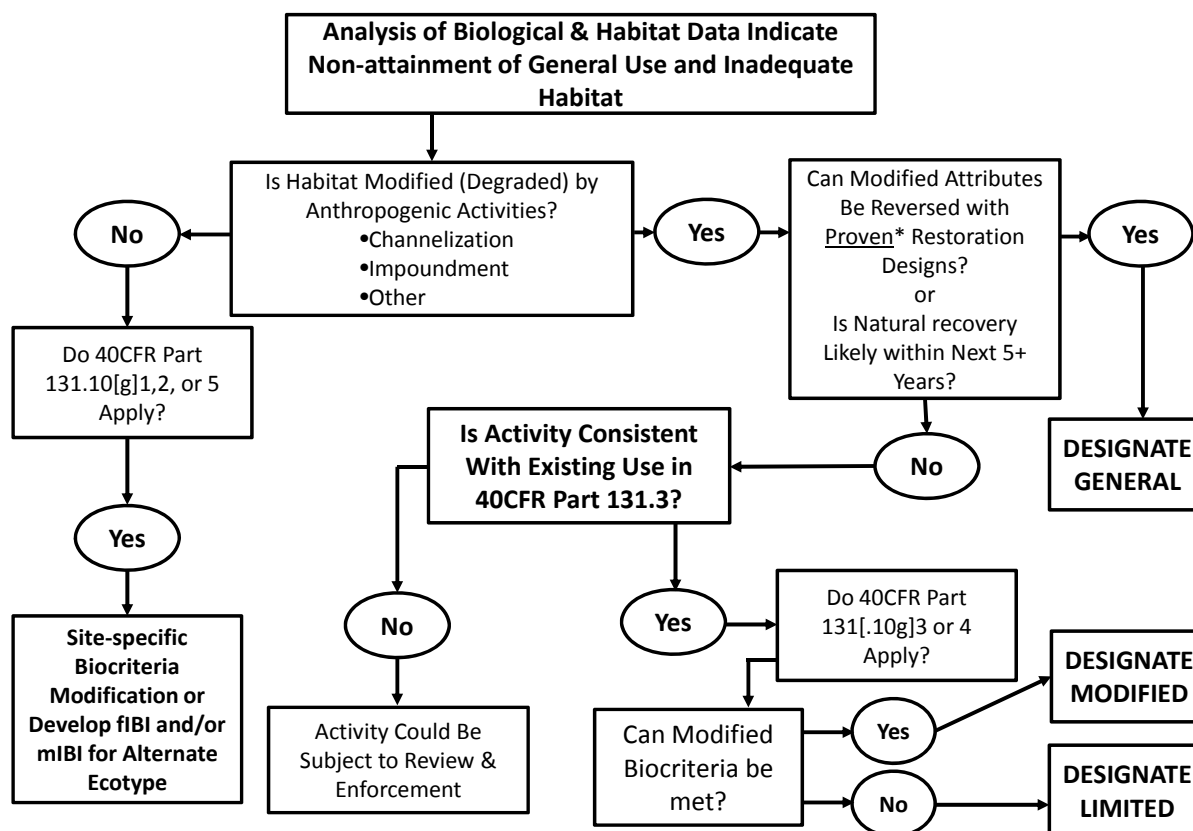 Analysis of Biological & Habitat Data Indicate
Non-attainment of General Use and Inadequate
Habitat
Is Habitat Modified (Degraded) by
Anthropogenic Activities?
•Channelization
•Impoundment
•Other
No
Yes
Can Modified Attributes
Be Reversed with
Proven* Restoration
Designs?
or
Is Natural recovery
Likely within Next 5+
Years?
Yes
Do 40CFR Part
131.10[g]1,2, or 5
Apply?
Is Activity Consistent
With Existing Use in
40CFR Part 131.3?
No
DESIGNATE
GENERAL
Yes
Site-specific
Biocriteria
Modification or
Develop fIBI and/or
mIBI for Alternate
Ecotype
No
Activity Could Be
Subject to Review &
Enforcement
Yes
Do 40CFR Part
131[.10g]3 or 4
Apply?
Can Modified
Biocriteria be
met?
Yes
DESIGNATE
MODIFIED
No
DESIGNATE
LIMITED